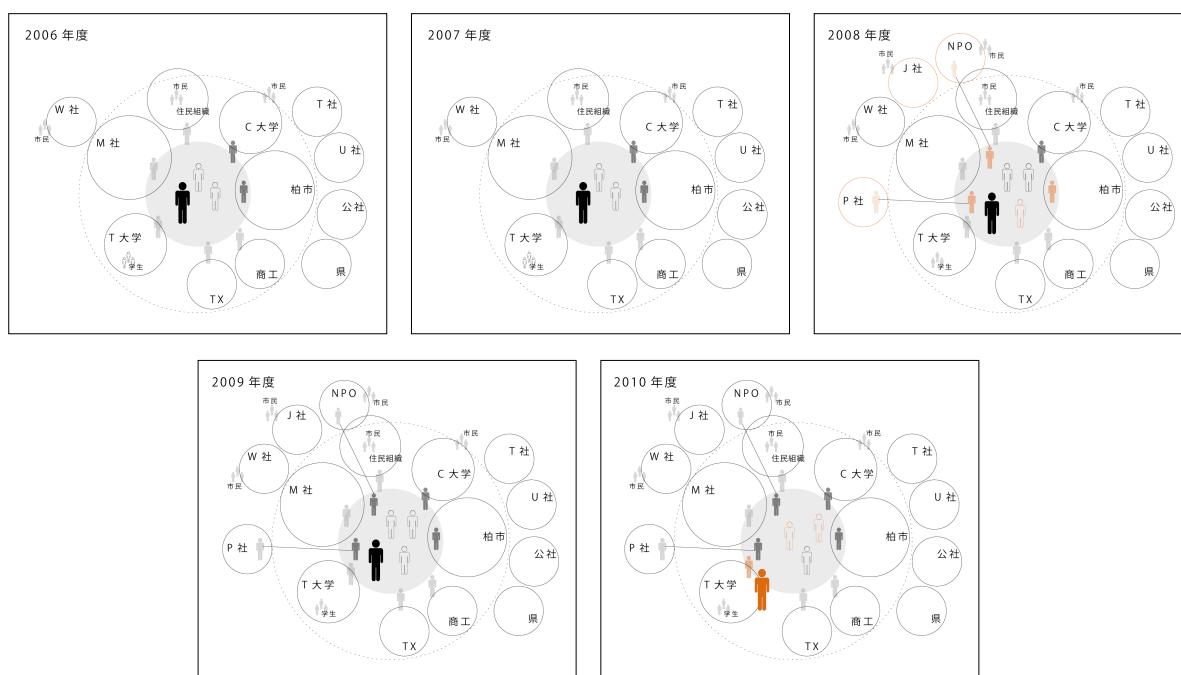 2006 年度
市民
住民組織
市民
W 社
市民
M 社
C 大学
T 社
U 社
柏市
公社
T 大学
学生
商工
県
TX
2007 年度
市民
住民組織
市民
W 社
市民
M 社
C 大学
T 社
U 社
柏市
公社
T 大学
学生
商工
県
TX
2008 年度
市民
NPO
市民
J 社
市民
住民組織
市民
W 社
市民
M 社
C 大学
T 社
U 社
柏市
P 社
公社
T 大学
学生
商工
県
TX
2009 年度
NPO
市民
市民
J 社
市民
住民組織
市民
W 社
市民
M 社
C 大学
T 社
U 社
柏市
P 社
公社
T 大学
学生
商工
県
TX
2010 年度
NPO
市民
市民
J 社
市民
住民組織
市民
W 社
市民
M 社
C 大学
T 社
U 社
柏市
P 社
公社
T 大学
学生
商工
県
TX